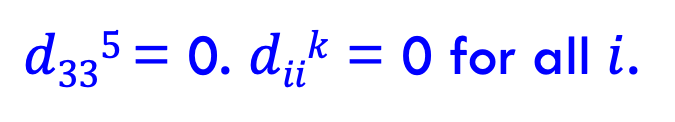 d₃₃⁵ = 0. dᵢᵢᵏ = 0 for all i.